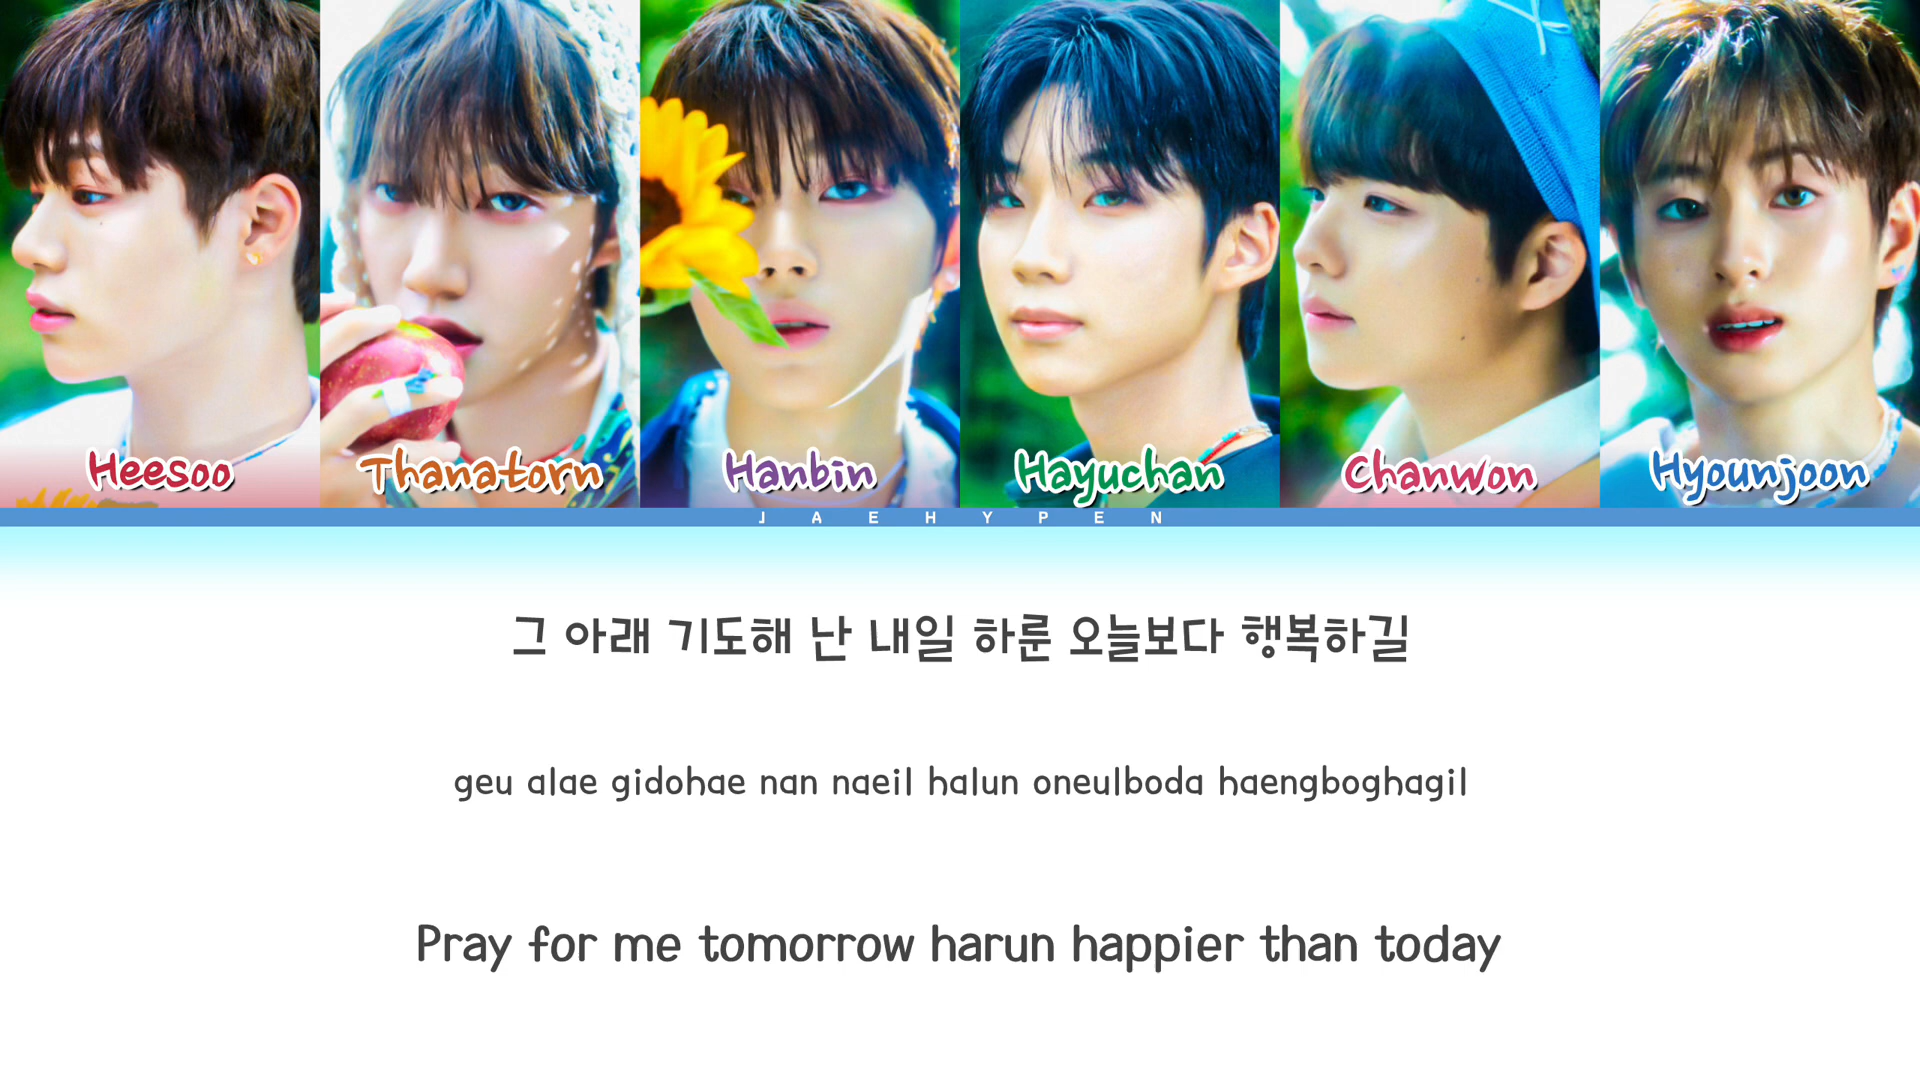 Heesoo Thanatorn Hanbin Hayuchan Chanwon Hyounjoon
JAEHYPEN
그 아래 기도해 난 내일 하룬 오늘보다 행복하길
geu alae gidohae nan naeil halun oneulboda haengboghagil
Pray for me tomorrow harun happier than today